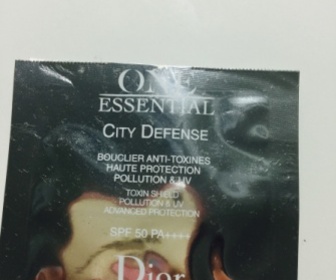 ONE
ESSENTIAL
CITY DEFENSE
BOUCLIER ANTI-TOXINES
HAUTE PROTECTION
POLLUTION & UV
TOXIN SHIELD
POLLUTION & UV
ADVANCED PROTECTION
SPF 50 PA++++
Dior